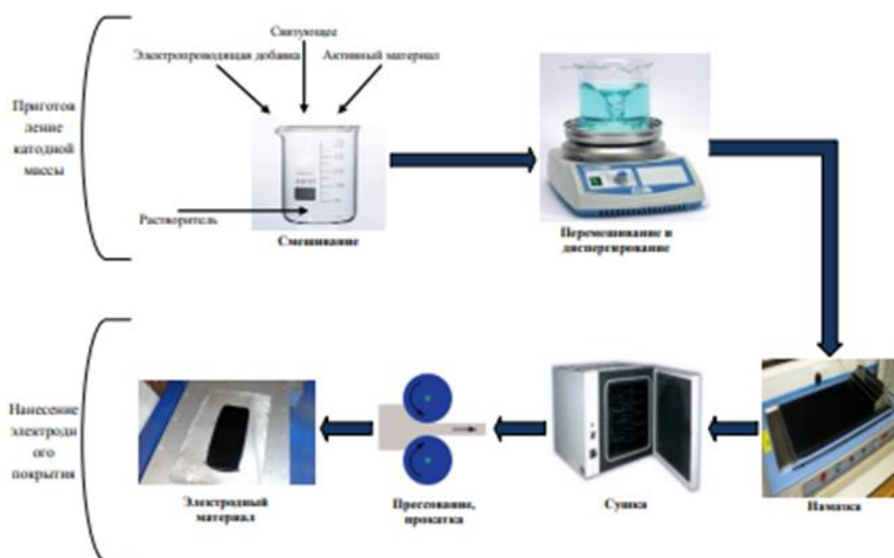 Связующее
Электропроводящая добавка
Активный материал
Приготов
ление
катодной
массы
Растворитель
Смешивание
Перемешивание и
диспергирование
Нанесение
электродн
ого
покрытия
Электродный
материал
Прессование,
прокатка
Сушка
Намазка